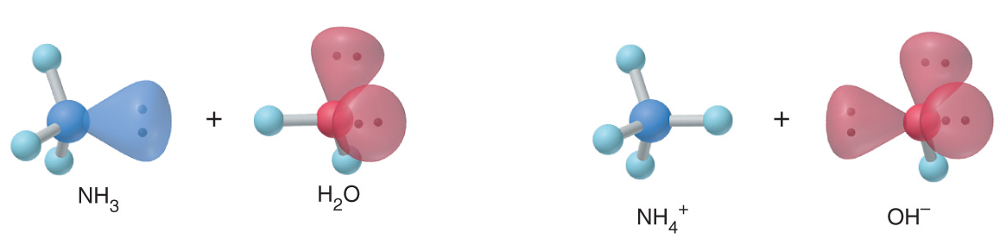 + +
NH₃ H₂O
NH₄⁺ OH⁻